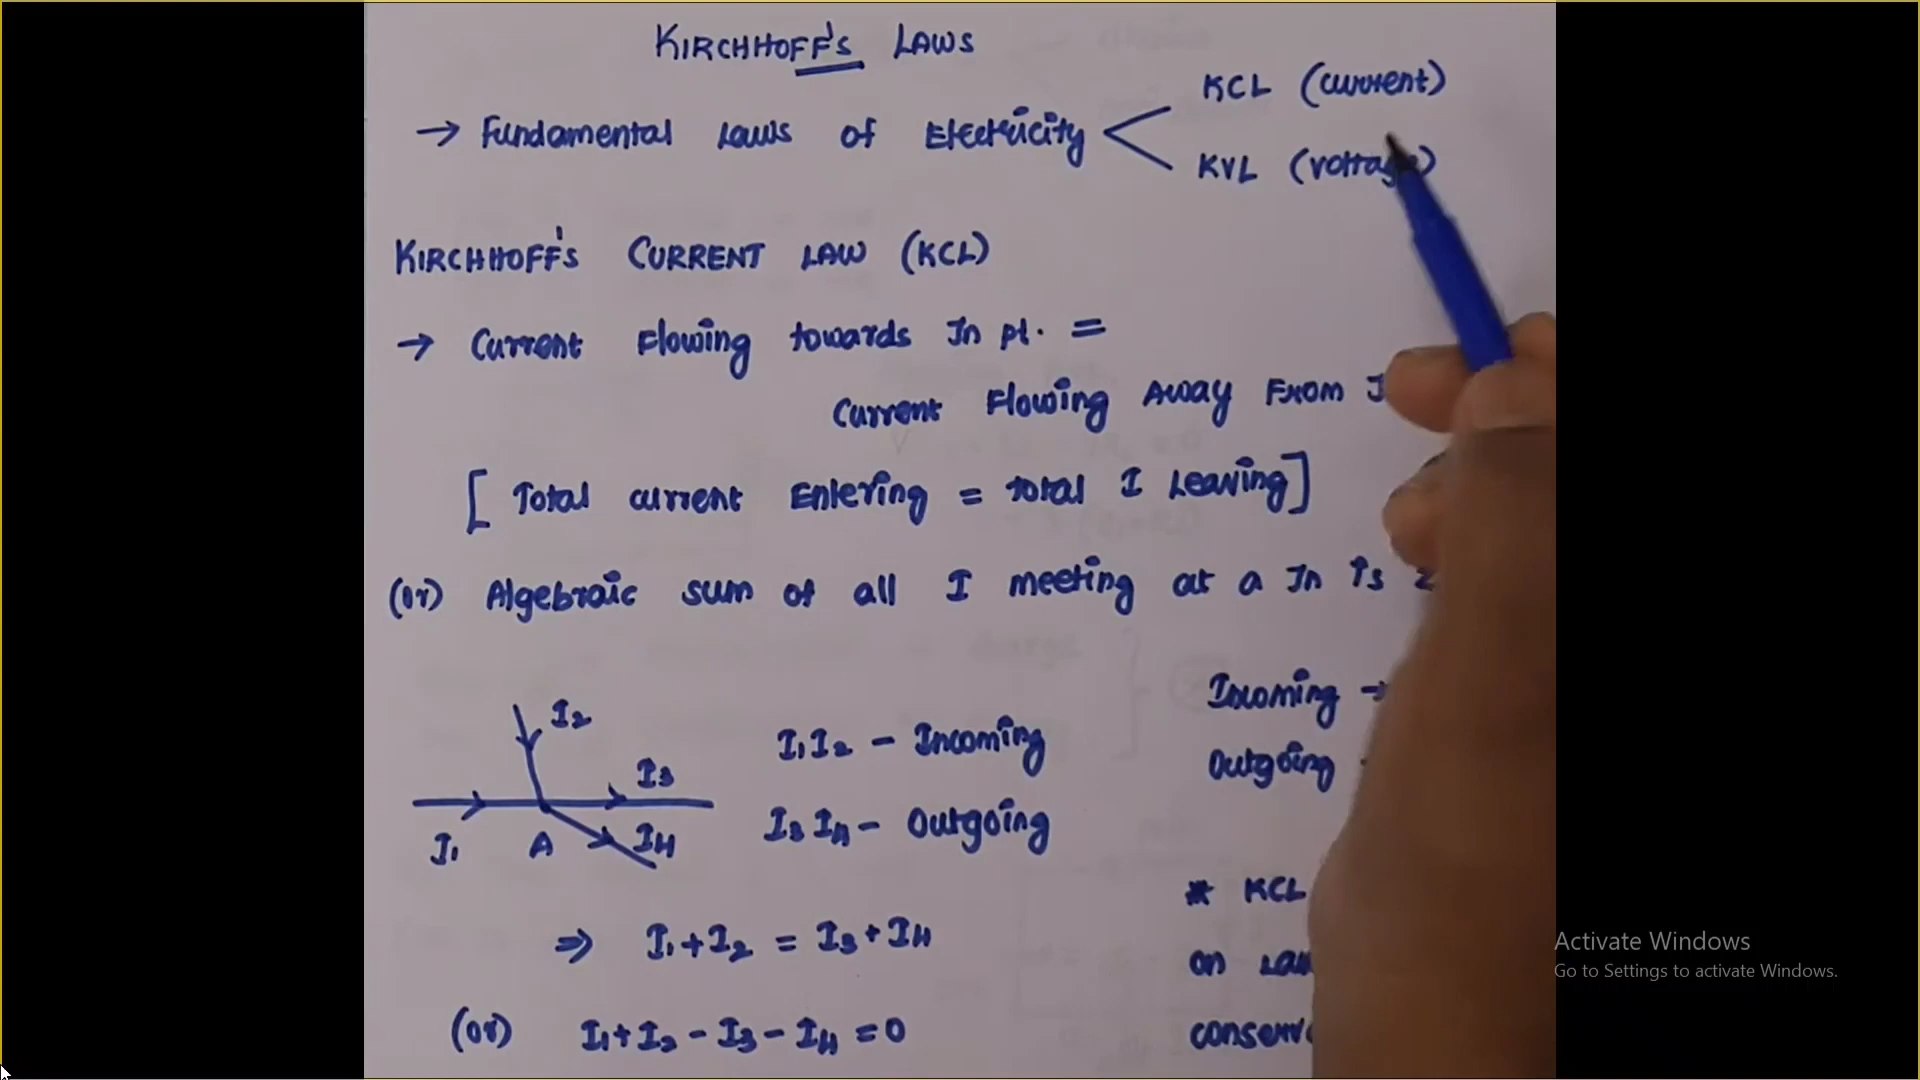 KIRCHHOFF's LAWS
→ Fundamental Laws of Electricity
KCL (current)
KVL (voltage)
KIRCHHOFF's CURRENT LAW (KCL)
→ Current Flowing towards Jn pt. =
Current Flowing Away From J
[ Total current Entering = total I Leaving ]
(or) Algebraic sum of all I meeting at a Jn is
I2
I3
I1
A
I4
I1 I2 - Incoming
I3 I4 - Outgoing
Incoming →
Outgoing
⇒ I1 + I2 = I3 + I4
(or) I1 + I2 - I3 - I4 = 0
* KCL
on
Activate Windows
Go to Settings to activate Windows.